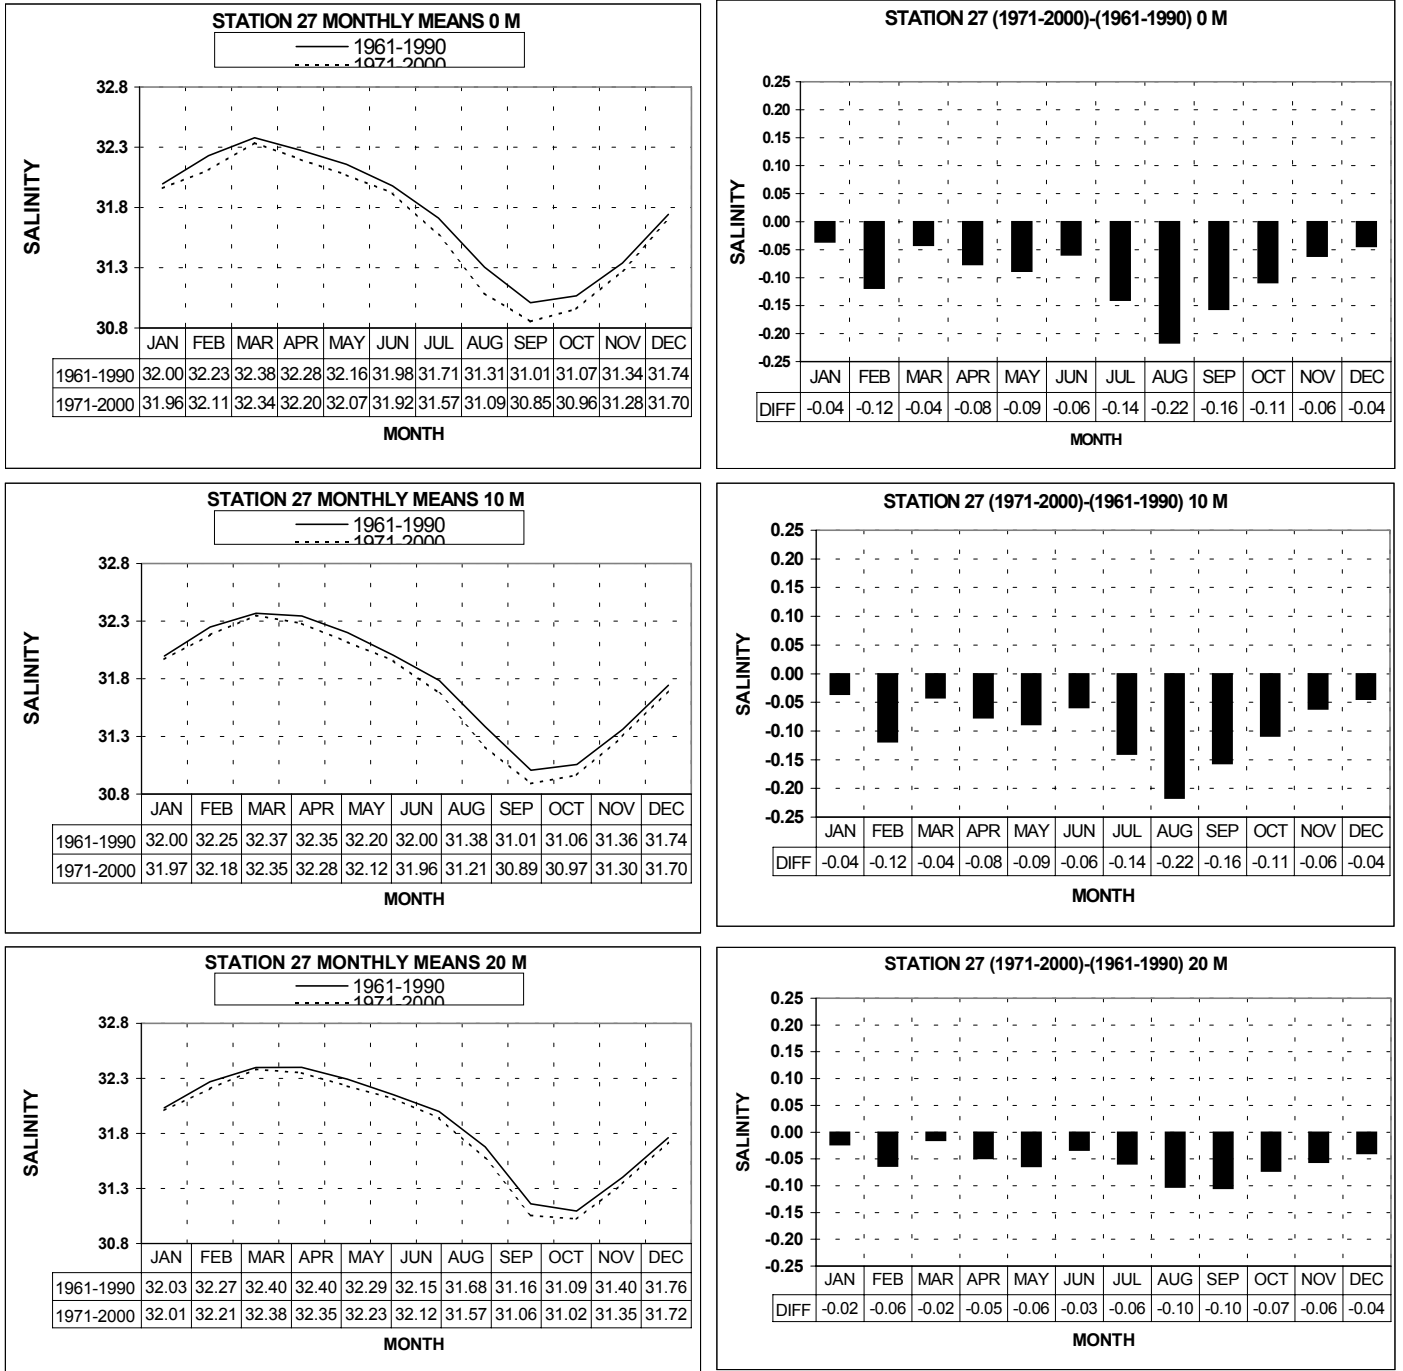 STATION 27 MONTHLY MEANS 0 M
1961-1990
1971-2000
32.8
32.3
31.8
31.3
30.8
SALINITY
JAN FEB MAR APR MAY JUN JUL AUG SEP OCT NOV DEC
1961-1990 32.00 32.23 32.38 32.28 32.16 31.98 31.71 31.31 31.01 31.07 31.34 31.74
1971-2000 31.96 32.11 32.34 32.20 32.07 31.92 31.57 31.09 30.85 30.96 31.28 31.70
MONTH
STATION 27 (1971-2000)-(1961-1990) 0 M
0.25
0.20
0.15
0.10
0.05
0.00
-0.05
-0.10
-0.15
-0.20
-0.25
SALINITY
JAN FEB MAR APR MAY JUN JUL AUG SEP OCT NOV DEC
DIFF -0.04 -0.12 -0.04 -0.08 -0.09 -0.06 -0.14 -0.22 -0.16 -0.11 -0.06 -0.04
MONTH
STATION 27 MONTHLY MEANS 10 M
1961-1990
1971-2000
32.8
32.3
31.8
31.3
30.8
SALINITY
JAN FEB MAR APR MAY JUN AUG SEP OCT NOV DEC
1961-1990 32.00 32.25 32.37 32.35 32.20 32.00 31.38 31.01 31.06 31.36 31.74
1971-2000 31.97 32.18 32.35 32.28 32.12 31.96 31.21 30.89 30.97 31.30 31.70
MONTH
STATION 27 (1971-2000)-(1961-1990) 10 M
0.25
0.20
0.15
0.10
0.05
0.00
-0.05
-0.10
-0.15
-0.20
-0.25
SALINITY
JAN FEB MAR APR MAY JUN JUL AUG SEP OCT NOV DEC
DIFF -0.04 -0.12 -0.04 -0.08 -0.09 -0.06 -0.14 -0.22 -0.16 -0.11 -0.06 -0.04
MONTH
STATION 27 MONTHLY MEANS 20 M
1961-1990
1971-2000
32.8
32.3
31.8
31.3
30.8
SALINITY
JAN FEB MAR APR MAY JUN AUG SEP OCT NOV DEC
1961-1990 32.03 32.27 32.40 32.40 32.29 32.15 31.68 31.16 31.09 31.40 31.76
1971-2000 32.01 32.21 32.38 32.35 32.23 32.12 31.57 31.06 31.02 31.35 31.72
MONTH
STATION 27 (1971-2000)-(1961-1990) 20 M
0.25
0.20
0.15
0.10
0.05
0.00
-0.05
-0.10
-0.15
-0.20
-0.25
SALINITY
JAN FEB MAR APR MAY JUN JUL AUG SEP OCT NOV DEC
DIFF -0.02 -0.06 -0.02 -0.05 -0.06 -0.03 -0.06 -0.10 -0.10 -0.07 -0.06 -0.04
MONTH